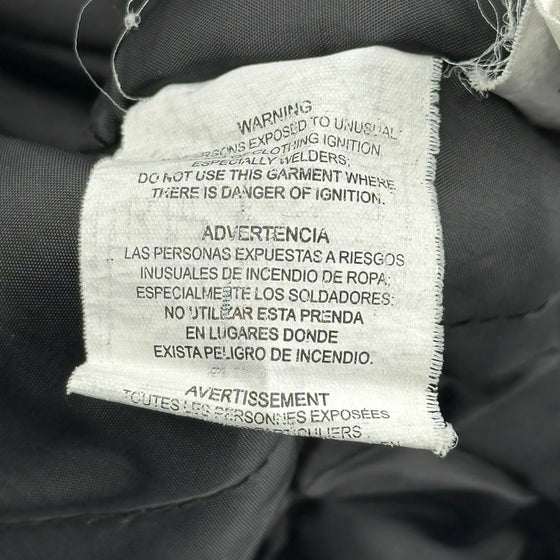 WARNING
PERSONS EXPOSED TO UNUSUAL
CLOTHING IGNITION
ESPECIALLY WELDERS;
DO NOT USE THIS GARMENT WHERE
THERE IS DANGER OF IGNITION.
ADVERTENCIA
LAS PERSONAS EXPUESTAS A RIESGOS
INUSUALES DE INCENDIO DE ROPA;
ESPECIALMENTE LOS SOLDADORES:
NO UTILIZAR ESTA PRENDA
EN LUGARES DONDE
EXISTA PELIGRO DE INCENDIO.
AVERTISSEMENT
TOUTES LES PERSONNES EXPOSÉES
PARTICULIERS
EN